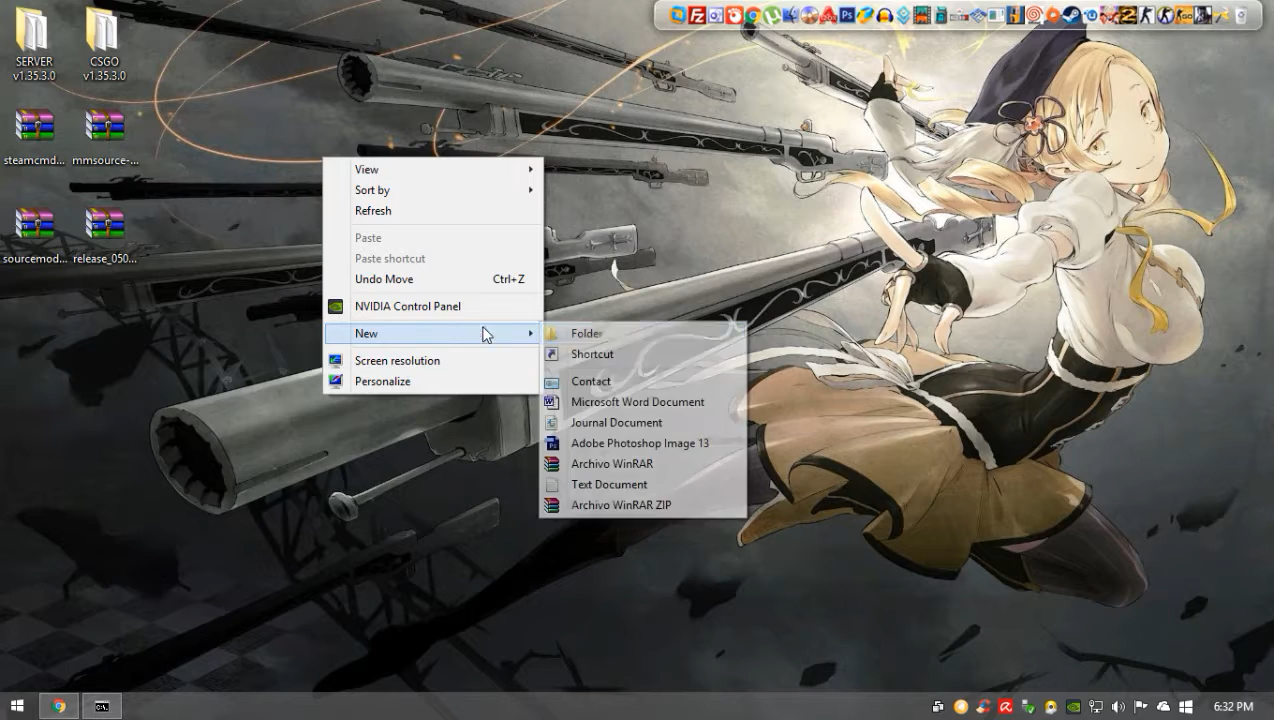 SERVER
v1.35.3.0
CSGO
v1.35.3.0
steamcmd...
mmsource-...
sourcemod...
release_050...
View
Sort by
Refresh
Paste
Paste shortcut
Undo Move Ctrl+Z
NVIDIA Control Panel
New
Screen resolution
Personalize
Folder
Shortcut
Contact
Microsoft Word Document
Journal Document
Adobe Photoshop Image 13
Archivo WinRAR
Text Document
Archivo WinRAR ZIP
6:32 PM